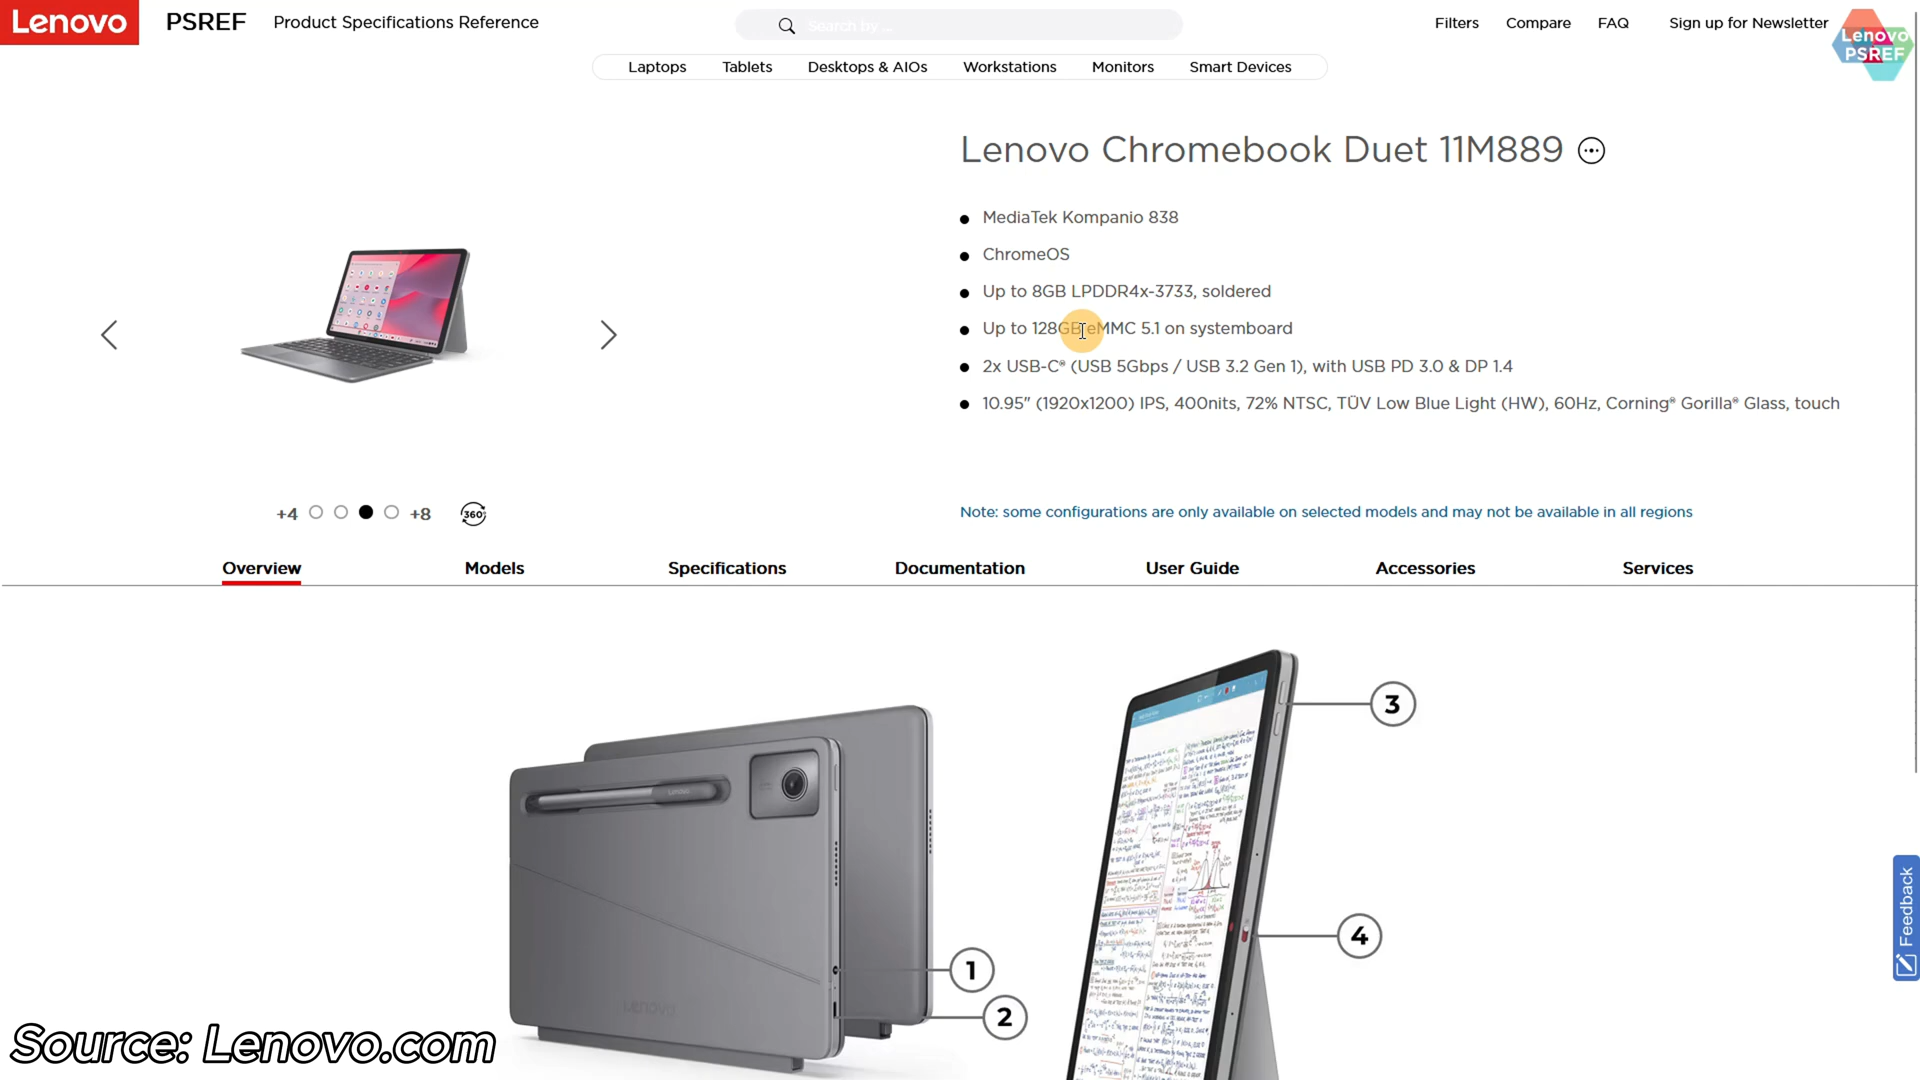 Lenovo PSREF Product Specifications Reference
Search by ...
Filters Compare FAQ Sign up for Newsletter
Lenovo
PSREF
Laptops Tablets Desktops & AIOs Workstations Monitors Smart Devices
Lenovo Chromebook Duet 11M889
MediaTek Kompanio 838
ChromeOS
Up to 8GB LPDDR4x-3733, soldered
Up to 128GB eMMC 5.1 on systemboard
2x USB-C® (USB 5Gbps / USB 3.2 Gen 1), with USB PD 3.0 & DP 1.4
10.95" (1920x1200) IPS, 400nits, 72% NTSC, TÜV Low Blue Light (HW), 60Hz, Corning® Gorilla® Glass, touch
+4 +8 360°
Note: some configurations are only available on selected models and may not be available in all regions
Overview Models Specifications Documentation User Guide Accessories Services
3
Lenovo
4
1
Lenovo
2
Feedback
Source: Lenovo.com